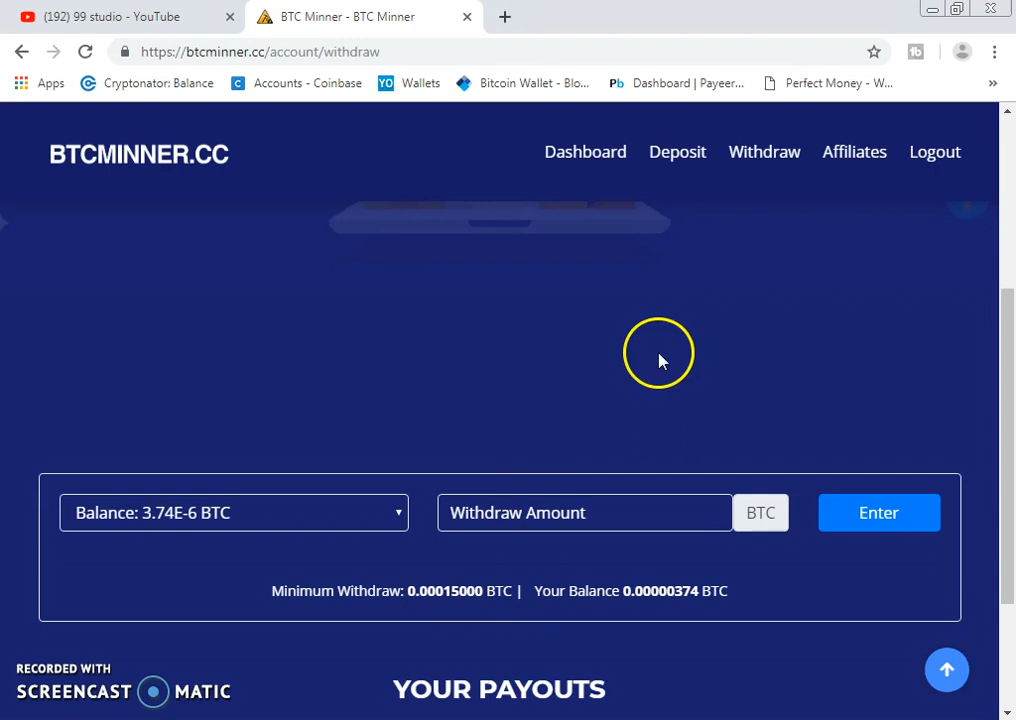 (192) 99 studio - YouTube
BTC Minner - BTC Minner
https://btcminner.cc/account/withdraw
Apps
Cryptonator: Balance
Accounts - Coinbase
YO Wallets
Bitcoin Wallet - Blo...
Pb Dashboard | Payeer...
Perfect Money - W...
BTCMINNER.CC
Dashboard
Deposit
Withdraw
Affiliates
Logout
Balance: 3.74E-6 BTC
Withdraw Amount
BTC
Enter
Minimum Withdraw: 0.00015000 BTC | Your Balance 0.00000374 BTC
YOUR PAYOUTS
RECORDED WITH
SCREENCAST MATIC